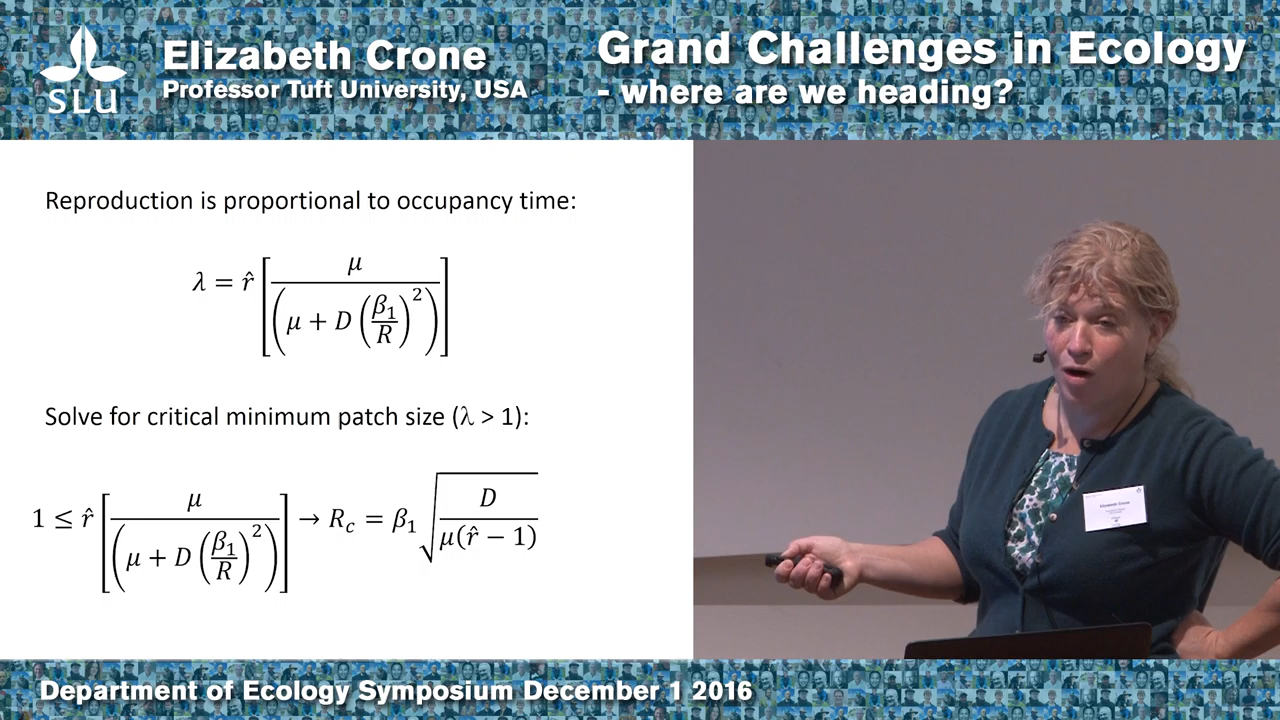 SLU
Elizabeth Crone
Professor Tuft University, USA
Grand Challenges in Ecology
- where are we heading?
Reproduction is proportional to occupancy time:
λ = r̂ [ μ / ( μ + D ( β₁ / R )² ) ]
Solve for critical minimum patch size (λ > 1):
1 ≤ r̂ [ μ / ( μ + D ( β₁ / R )² ) ] → R_c = β₁ √( D / μ(r̂ − 1) )
Elizabeth Crone
Department of Ecology Symposium December 1 2016